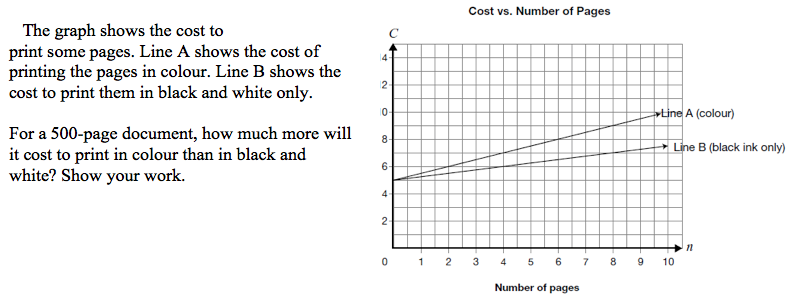 The graph shows the cost to
print some pages. Line A shows the cost of
printing the pages in colour. Line B shows the
cost to print them in black and white only.
For a 500-page document, how much more will
it cost to print in colour than in black and
white? Show your work.
Cost vs. Number of Pages
C
4
2
0
8
6
4
2
Line A (colour)
Line B (black ink only)
n
0 1 2 3 4 5 6 7 8 9 10
Number of pages